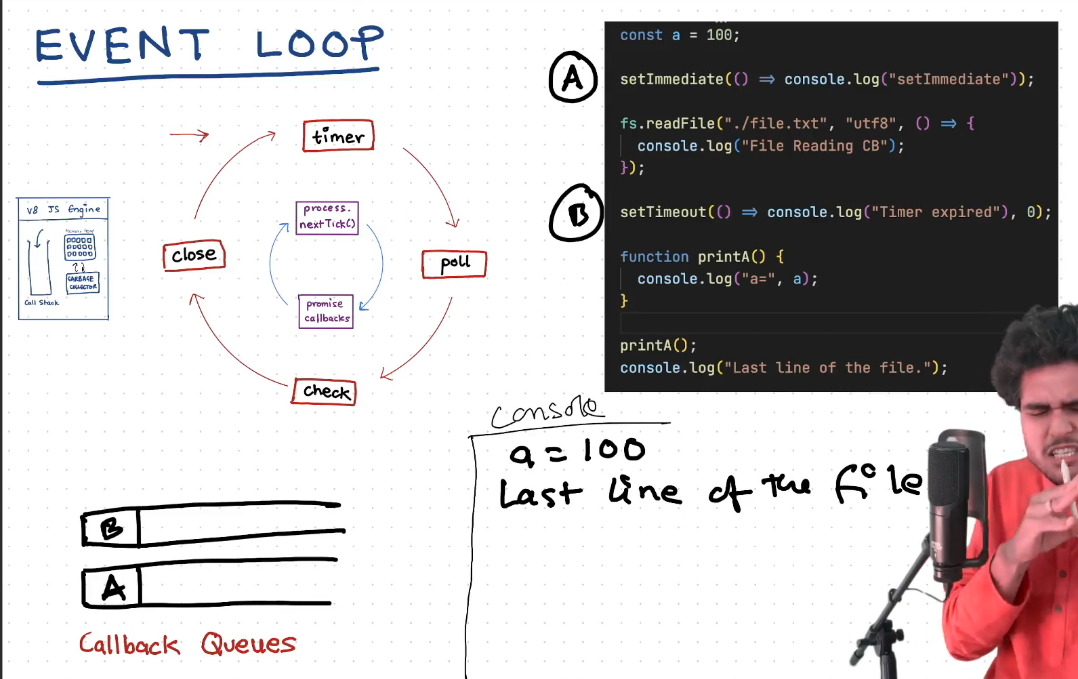 EVENT LOOP
timer
process.
nextTick()
poll
promise
callbacks
check
close
V8 JS Engine
Call Stack
GARBAGE
COLLECTOR
B
A
Callback Queues
A
B
const a = 100;
setImmediate(() => console.log("setImmediate"));
fs.readFile("./file.txt", "utf8", () => {
console.log("File Reading CB");
});
setTimeout(() => console.log("Timer expired"), 0);
function printA() {
console.log("a=", a);
}
printA();
console.log("Last line of the file.");
Console
a = 100
Last line of the file